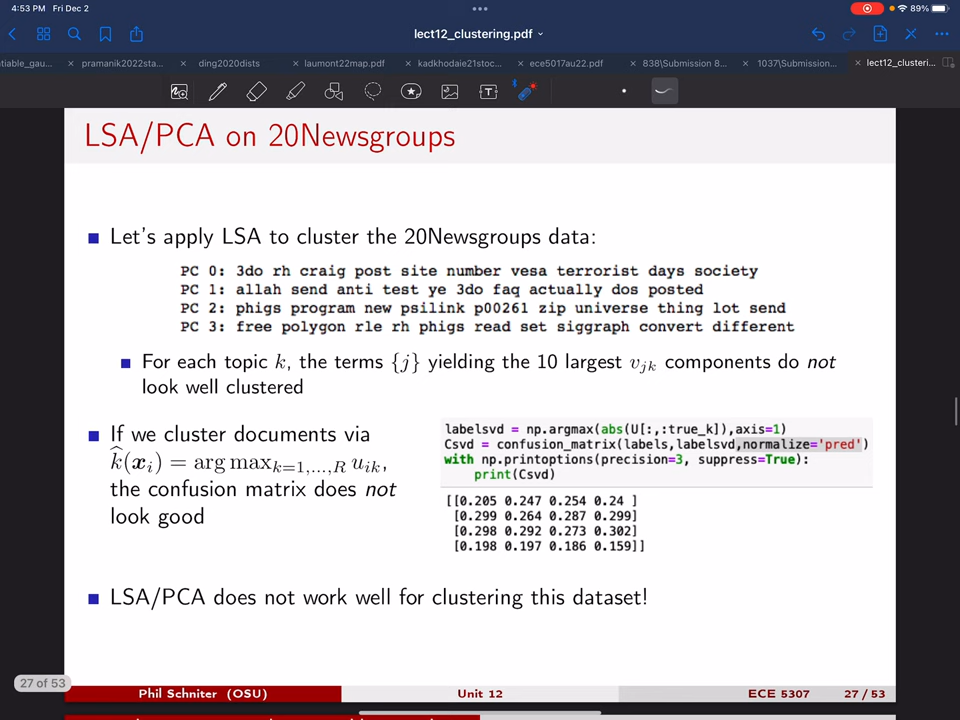 4:53 PM Fri Dec 2
89%
lect12_clustering.pdf
tiable_gau...
pramanik2022sta...
ding2020dists
laumont22map.pdf
kadkhodaie21stoc...
ece5017au22.pdf
838\Submission 8...
1037\Submission...
lect12_clusteri...
LSA/PCA on 20Newsgroups
Let's apply LSA to cluster the 20Newsgroups data:
PC 0: 3do rh craig post site number vesa terrorist days society
PC 1: allah send anti test ye 3do faq actually dos posted
PC 2: phigs program new psilink p00261 zip universe thing lot send
PC 3: free polygon rle rh phigs read set siggraph convert different
For each topic k, the terms {j} yielding the 10 largest v_{jk} components do not
look well clustered
If we cluster documents via
k̂(x_i) = arg max_{k=1,...,R} u_{ik},
the confusion matrix does not
look good
labelsvd = np.argmax(abs(U[:,:true_k]),axis=1)
Csvd = confusion_matrix(labels,labelsvd,normalize='pred')
with np.printoptions(precision=3, suppress=True):
print(Csvd)
[[0.205 0.247 0.254 0.24 ]
[0.299 0.264 0.287 0.299]
[0.298 0.292 0.273 0.302]
[0.198 0.197 0.186 0.159]]
LSA/PCA does not work well for clustering this dataset!
27 of 53
Phil Schniter (OSU)
Unit 12
ECE 5307
27 / 53